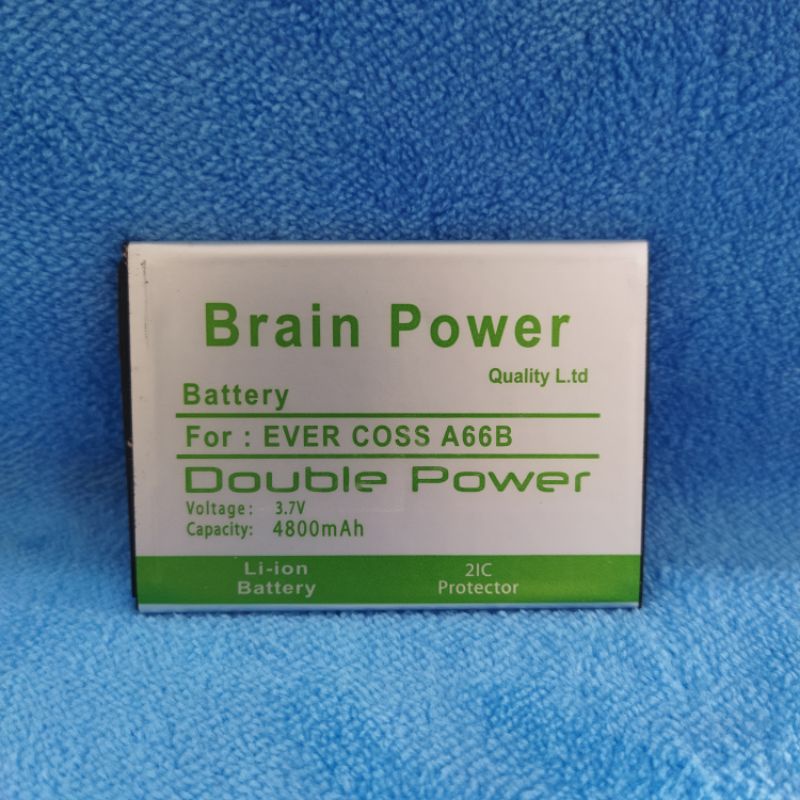 Brain Power
Quality L.td
Battery
For : EVER COSS A66B
Double Power
Voltage : 3.7V
Capacity: 4800mAh
Li-ion Battery
2IC Protector